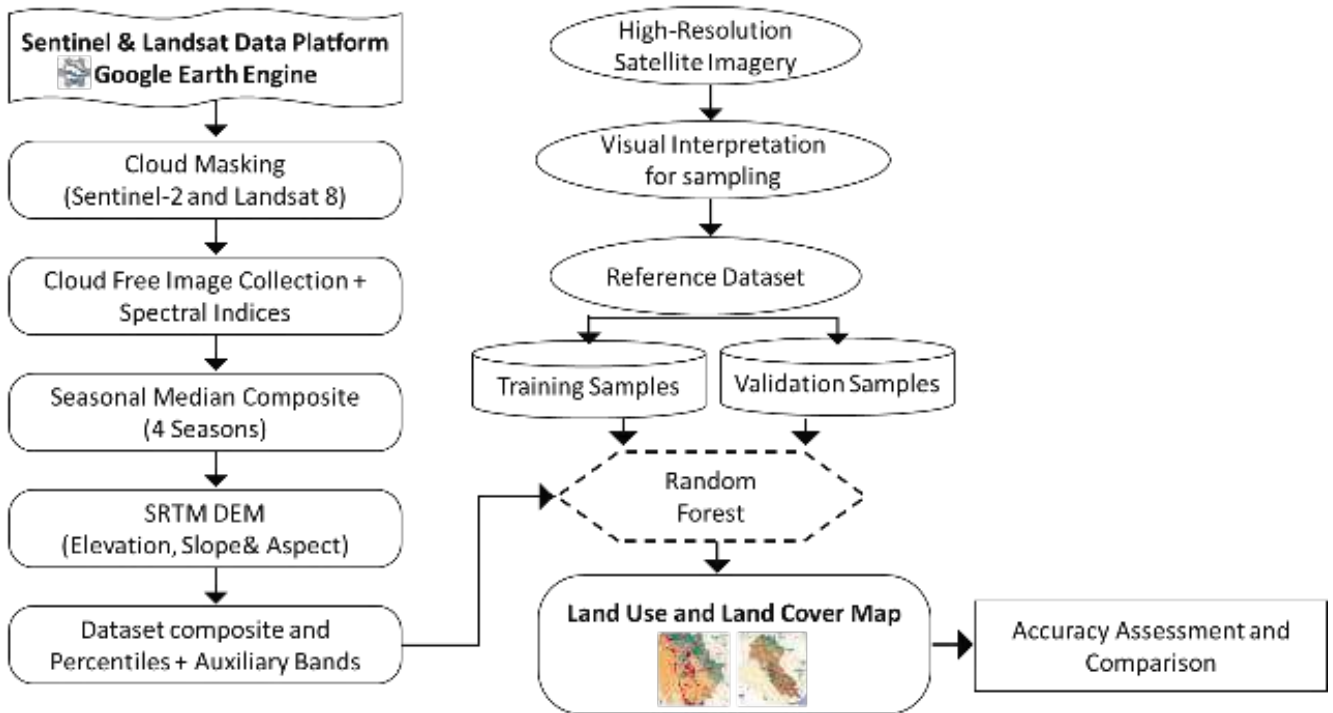 Sentinel & Landsat Data Platform
Google Earth Engine
Cloud Masking
(Sentinel-2 and Landsat 8)
Cloud Free Image Collection +
Spectral Indices
Seasonal Median Composite
(4 Seasons)
SRTM DEM
(Elevation, Slope& Aspect)
Dataset composite and
Percentiles + Auxiliary Bands
High-Resolution
Satellite Imagery
Visual Interpretation
for sampling
Reference Dataset
Training Samples
Validation Samples
Random
Forest
Land Use and Land Cover Map
Accuracy Assessment and
Comparison